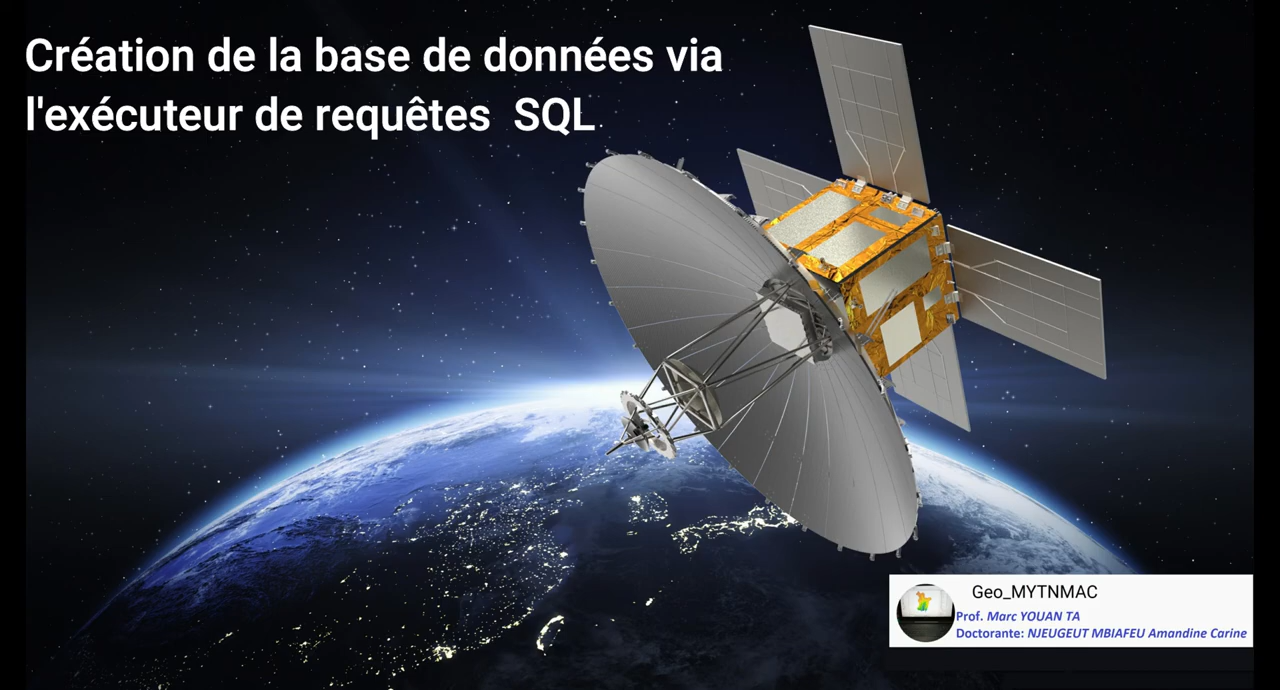 Création de la base de données via
l'exécuteur de requêtes SQL
Geo_MYTNMAC
Prof. Marc YOUAN TA
Doctorante: NJEUGEUT MBIAFEU Amandine Carine